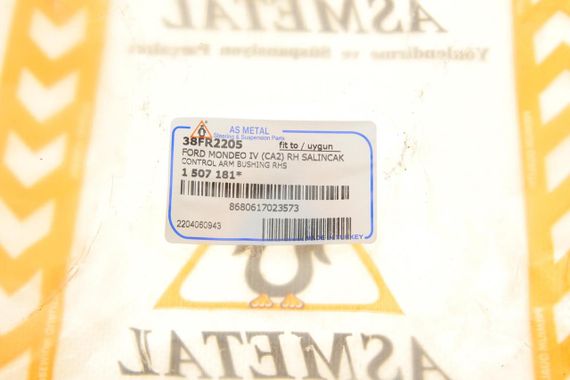 ASMETAL
Yönlendirme ve Süspansiyon Parçaları
AS METAL
Steering & Suspension Parts
38FR2205 fit to / uygun
FORD MONDEO IV (CA2) RH SALINCAK
CONTROL ARM BUSHING RHS
1 507 181*
8680617023573
2204060943
MADE IN TURKEY
ASMETAL